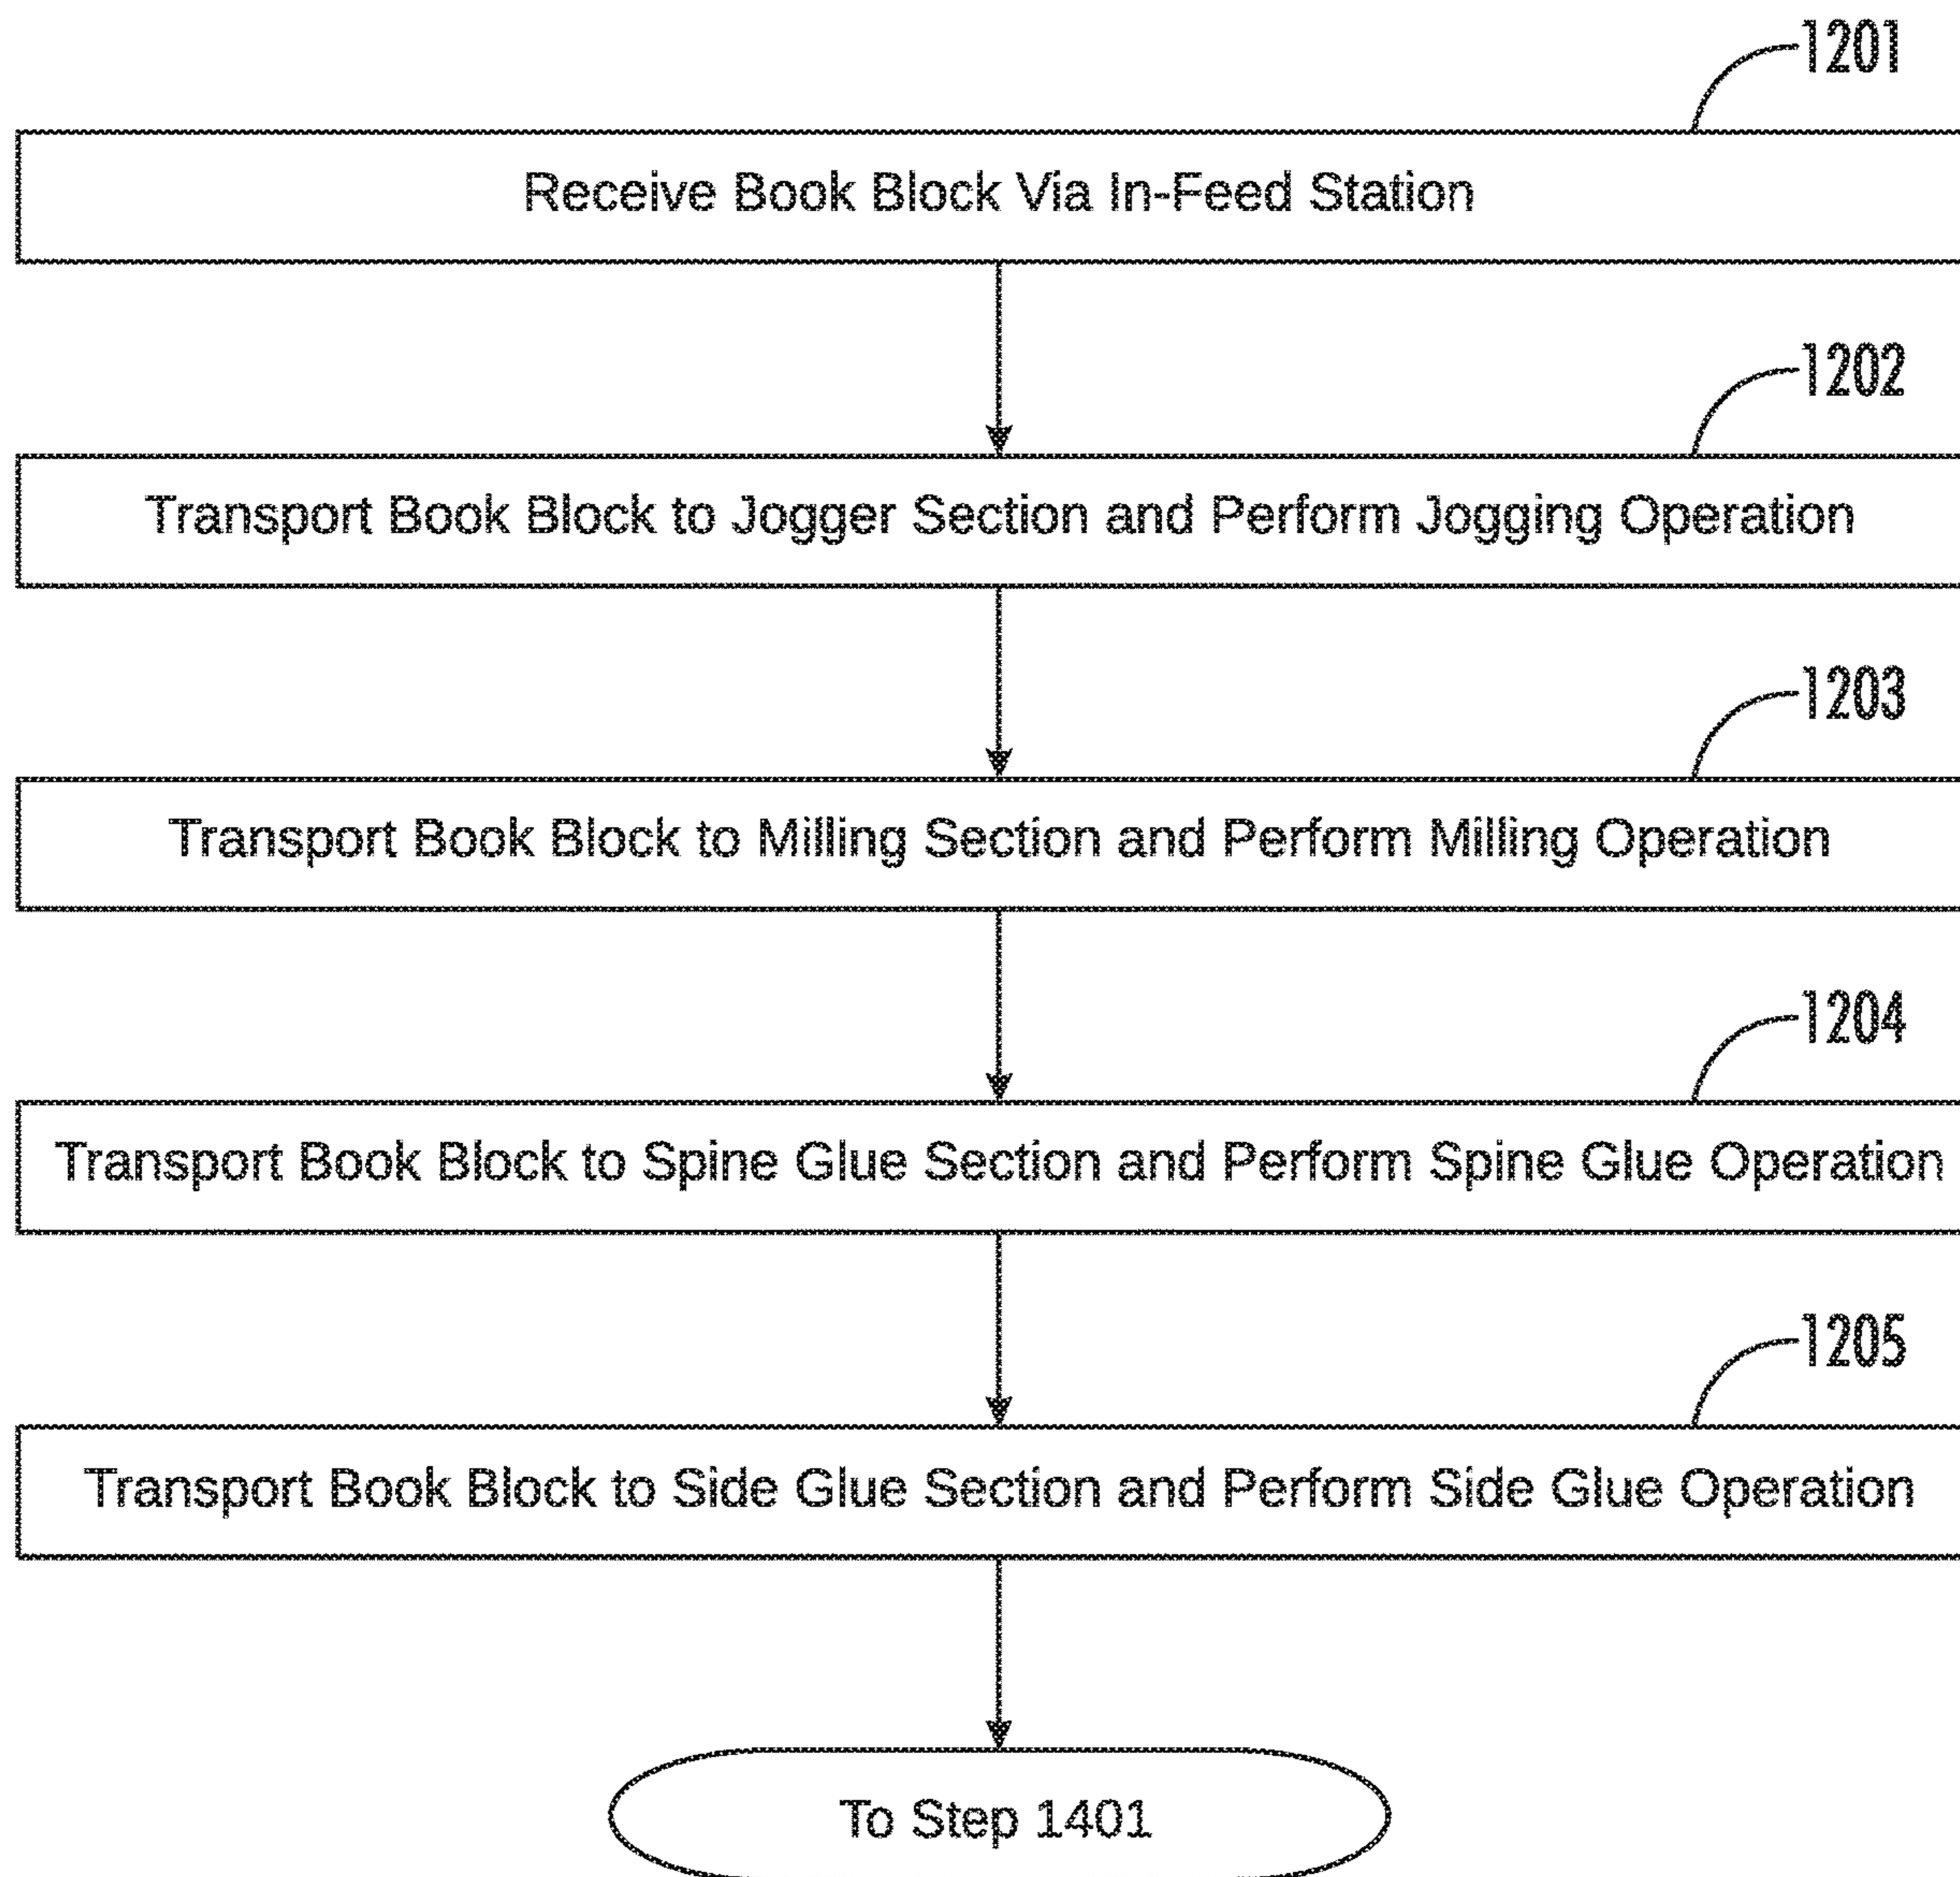 1201
Receive Book Block Via In-Feed Station
1202
Transport Book Block to Jogger Section and Perform Jogging Operation
1203
Transport Book Block to Milling Section and Perform Milling Operation
1204
Transport Book Block to Spine Glue Section and Perform Spine Glue Operation
1205
Transport Book Block to Side Glue Section and Perform Side Glue Operation
To Step 1401